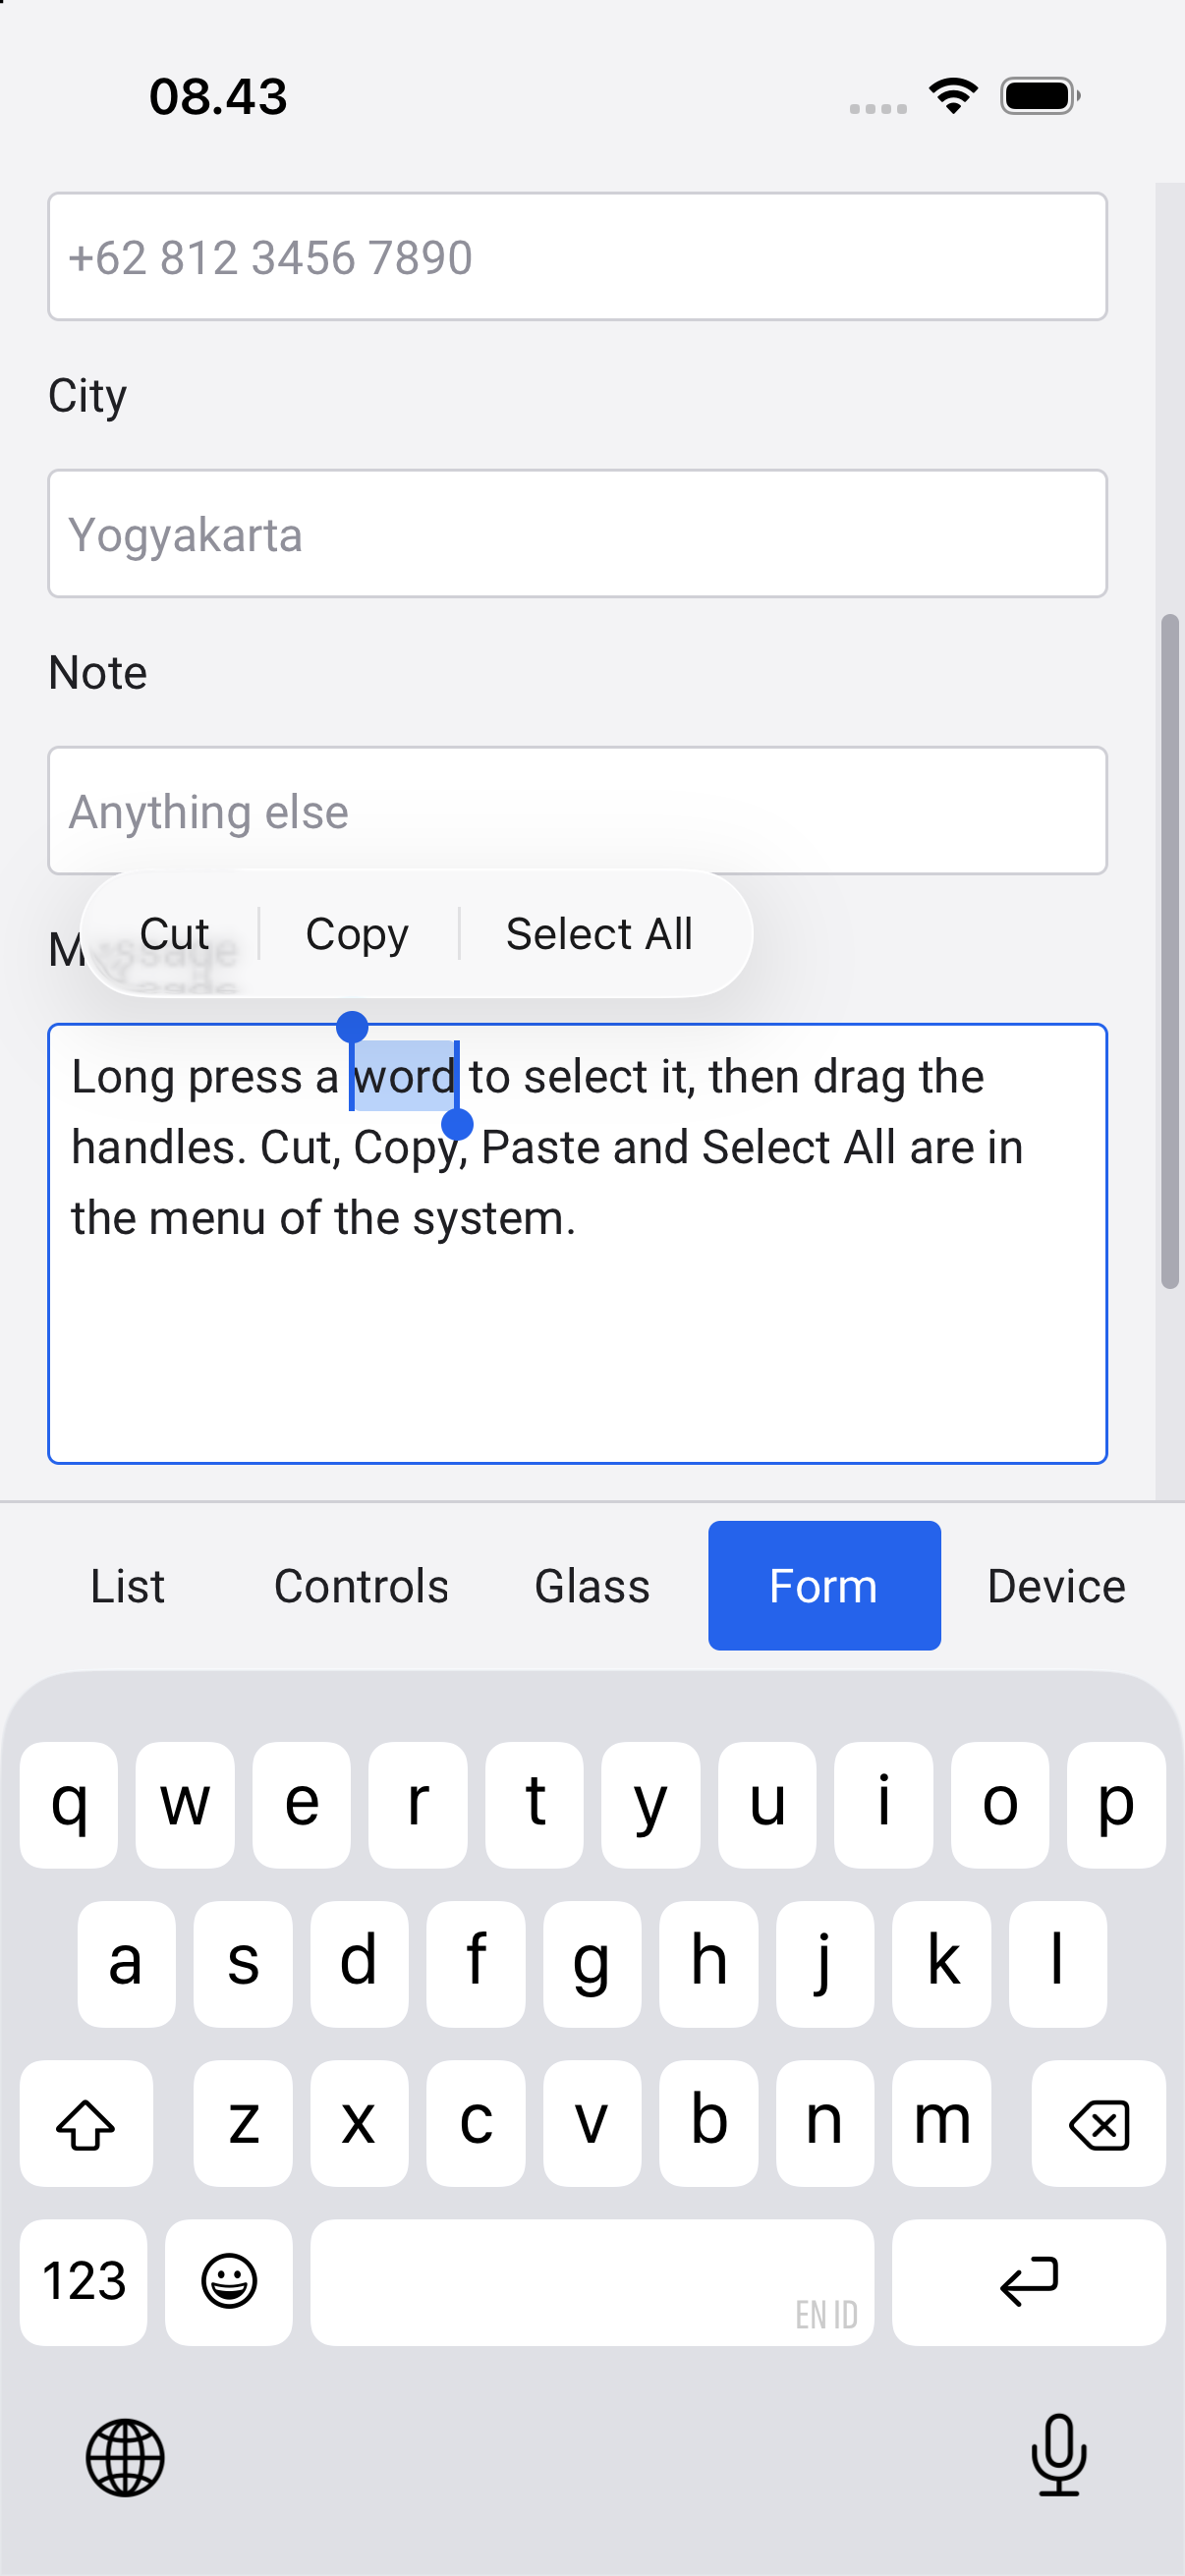 08.43
+62 812 3456 7890
City
Yogyakarta
Note
Anything else
Message
Cut Copy Select All
Long press a word to select it, then drag the
handles. Cut, Copy, Paste and Select All are in
the menu of the system.
List Controls Glass Form Device
q w e r t y u i o p
a s d f g h j k l
z x c v b n m
123
EN ID